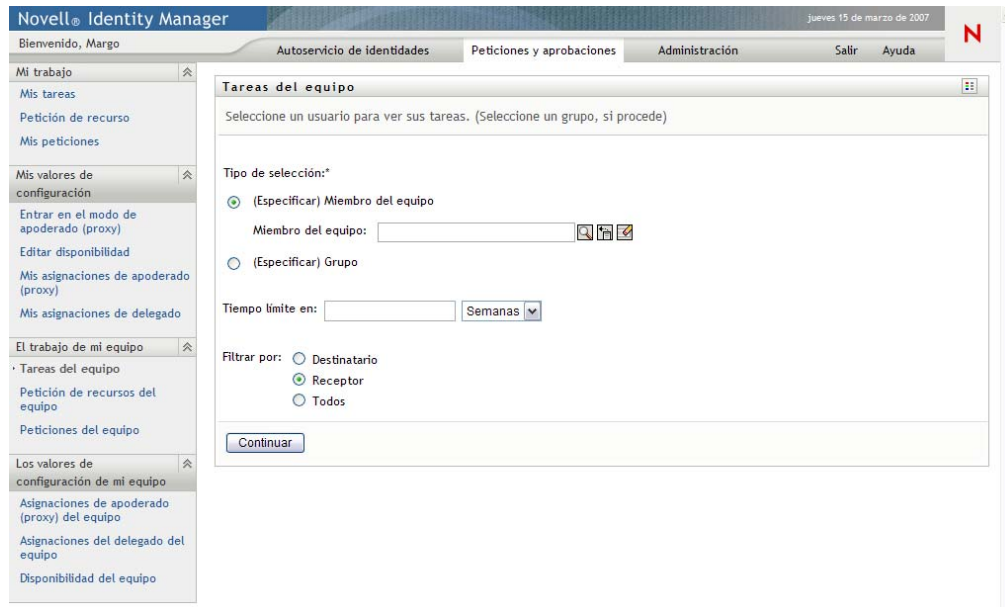 Novell® Identity Manager
jueves 15 de marzo de 2007
N
Bienvenido, Margo
Autoservicio de identidades
Peticiones y aprobaciones
Administración
Salir
Ayuda
Mi trabajo
Mis tareas
Petición de recurso
Mis peticiones
Mis valores de
configuración
Entrar en el modo de
apoderado (proxy)
Editar disponibilidad
Mis asignaciones de apoderado
(proxy)
Mis asignaciones de delegado
El trabajo de mi equipo
Tareas del equipo
Petición de recursos del
equipo
Peticiones del equipo
Los valores de
configuración de mi equipo
Asignaciones de apoderado
(proxy) del equipo
Asignaciones del delegado del
equipo
Disponibilidad del equipo
Tareas del equipo
Seleccione un usuario para ver sus tareas. (Seleccione un grupo, si procede)
Tipo de selección:*
(Especificar) Miembro del equipo
Miembro del equipo:
(Especificar) Grupo
Tiempo límite en:
Semanas
Filtrar por:
Destinatario
Receptor
Todos
Continuar